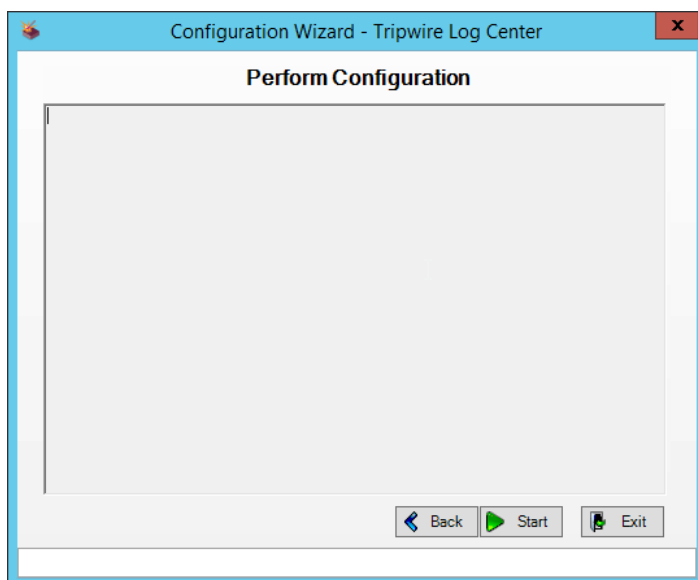 Configuration Wizard - Tripwire Log Center
x
Perform Configuration
Back
Start
Exit